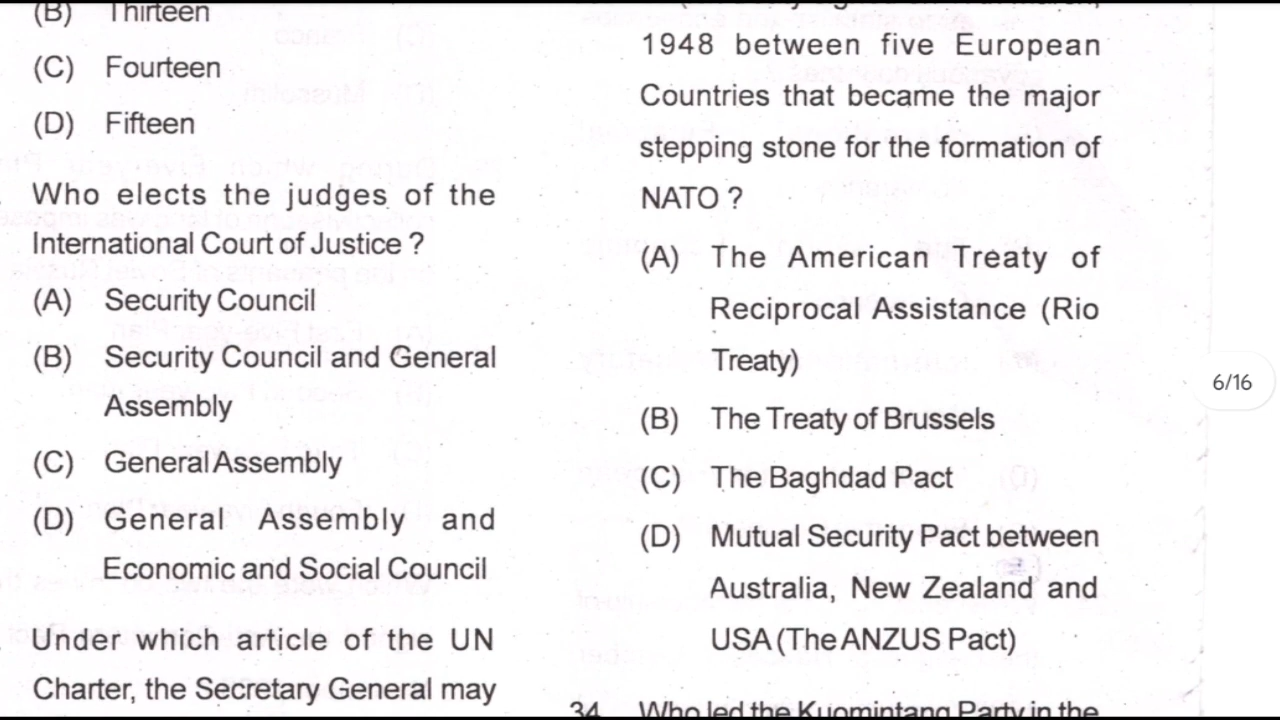 (B) Thirteen
(C) Fourteen
(D) Fifteen
Who elects the judges of the
International Court of Justice ?
(A) Security Council
(B) Security Council and General
Assembly
(C) General Assembly
(D) General Assembly and
Economic and Social Council
Under which article of the UN
Charter, the Secretary General may
1948 between five European
Countries that became the major
stepping stone for the formation of
NATO ?
(A) The American Treaty of
Reciprocal Assistance (Rio
Treaty)
(B) The Treaty of Brussels
(C) The Baghdad Pact
(D) Mutual Security Pact between
Australia, New Zealand and
USA (The ANZUS Pact)
34. Who led the Kuomintang Party in the
6/16